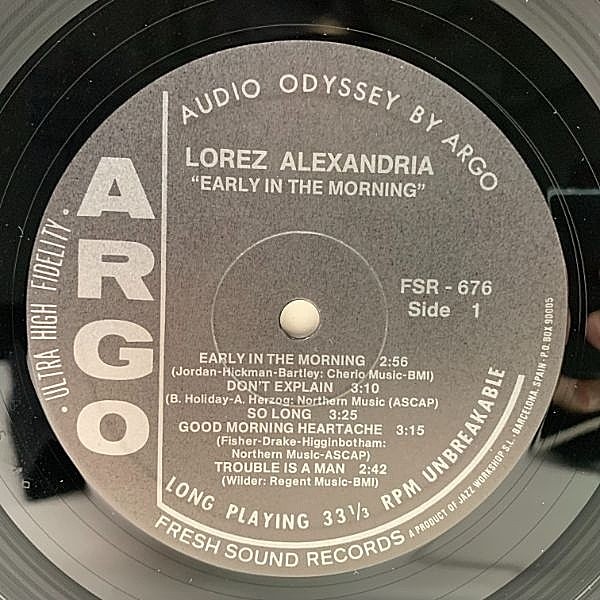 AUDIO ODYSSEY BY ARGO
LOREZ ALEXANDRIA
“EARLY IN THE MORNING”
ARGO
• ULTRA HIGH FIDELITY •
FSR - 676
Side 1
EARLY IN THE MORNING 2:56
(Jordan-Hickman-Bartley: Cherio Music-BMI)
DON'T EXPLAIN 3:10
(B. Holiday-A. Herzog: Northern Music (ASCAP)
SO LONG 3:25
GOOD MORNING HEARTACHE 3:15
(Fisher-Drake-Higginbotham:
Northern Music-ASCAP)
TROUBLE IS A MAN 2:42
(Wilder: Regent Music-BMI)
LONG PLAYING 33 1/3 RPM UNBREAKABLE
FRESH SOUND RECORDS A PRODUCT OF JAZZ WORKSHOP S.L. - BARCELONA, SPAIN - P.O. BOX 90005